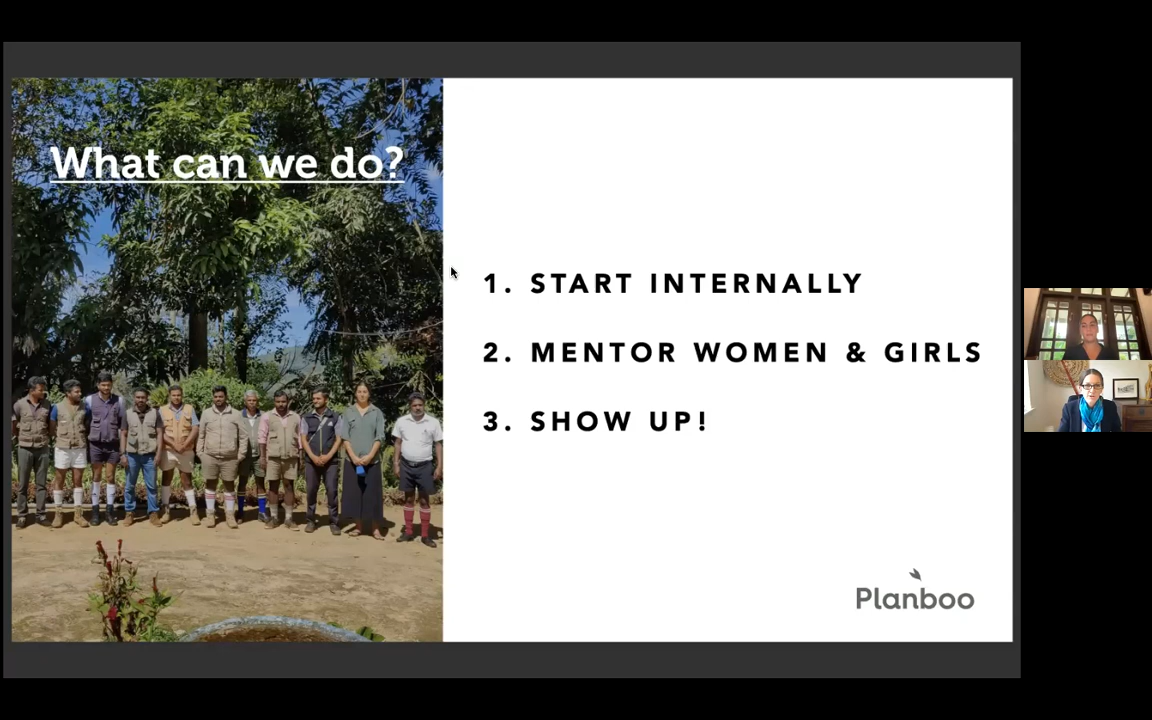 What can we do?
1. START INTERNALLY
2. MENTOR WOMEN & GIRLS
3. SHOW UP!
Planboo